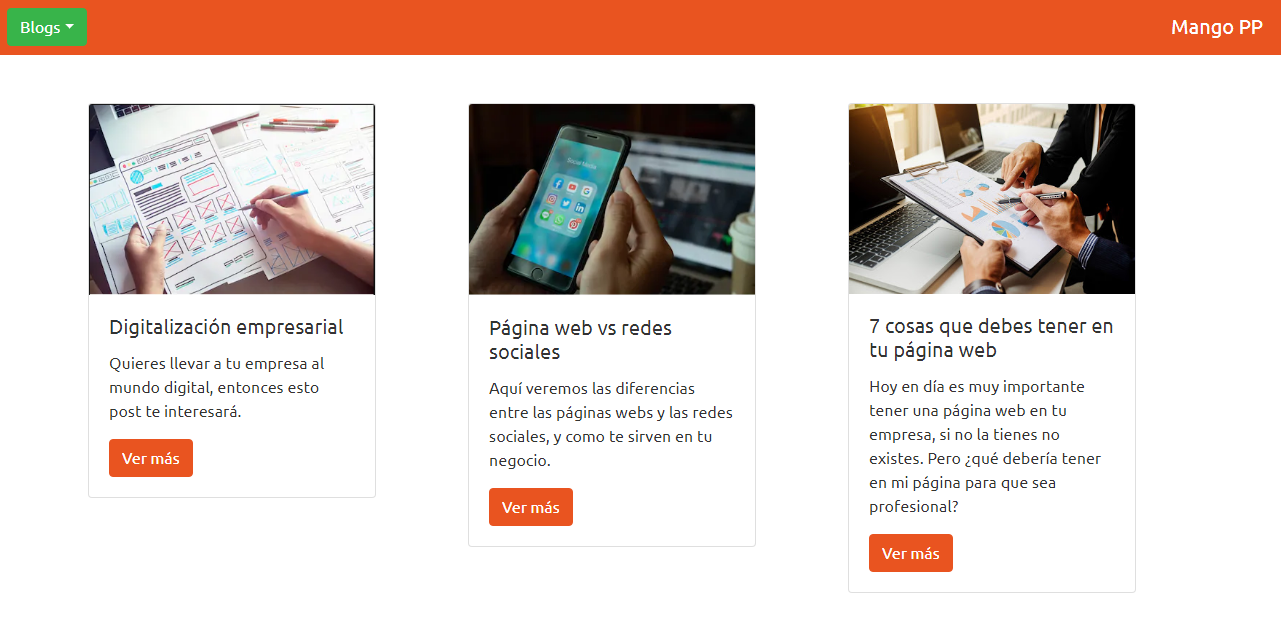 Blogs
Mango PP
Social Media
Digitalización empresarial
Quieres llevar a tu empresa al
mundo digital, entonces esto
post te interesará.
Ver más
Página web vs redes
sociales
Aquí veremos las diferencias
entre las páginas webs y las redes
sociales, y como te sirven en tu
negocio.
Ver más
7 cosas que debes tener en
tu página web
Hoy en día es muy importante
tener una página web en tu
empresa, si no la tienes no
existes. Pero ¿qué debería tener
en mi página para que sea
profesional?
Ver más